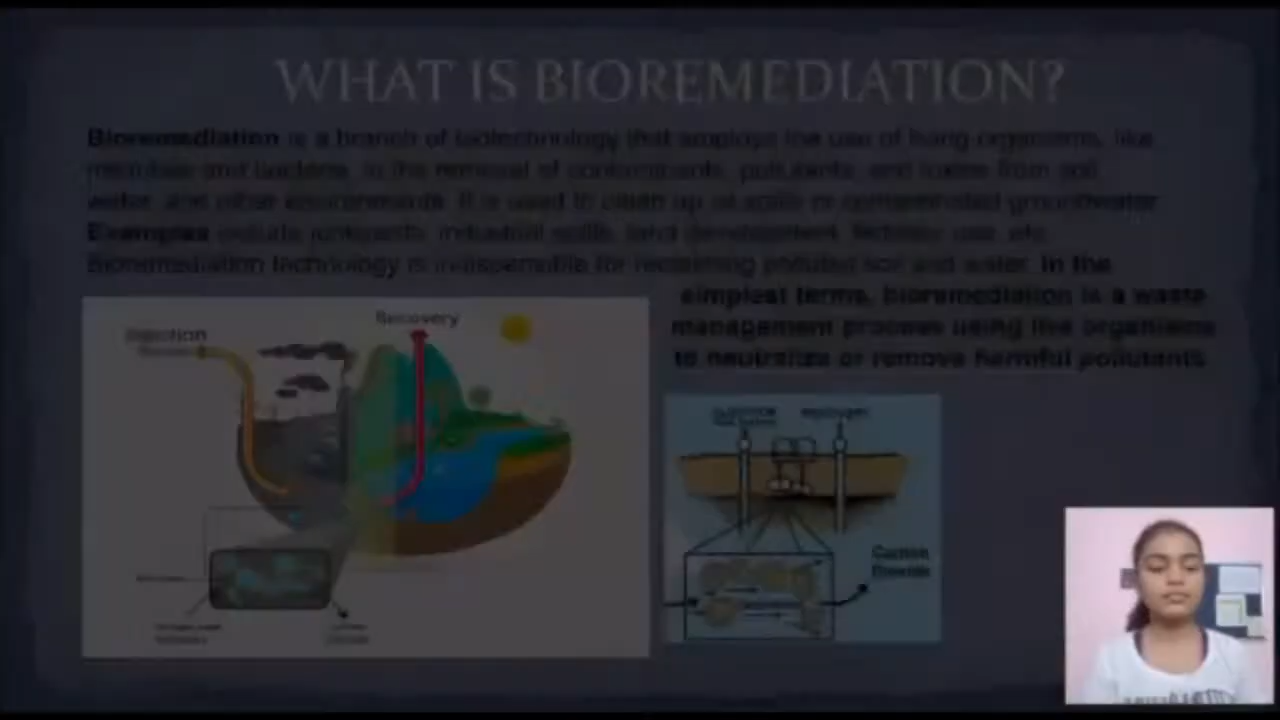 WHAT IS BIOREMEDIATION?
Bioremediation is a branch of biotechnology that employs the use of living organisms, like
microbes and bacteria, in the removal of contaminants, pollutants, and toxins from soil,
water, and other environments. It is used to clean up oil spills or contaminated groundwater.
Examples include junkyards, industrial spills, land development, fertilizer use, etc.
Bioremediation technology is indispensable for reclaiming polluted soil and water. In the
simplest terms, bioremediation is a waste
management process using live organisms
to neutralize or remove harmful pollutants
Injection
Recovery
Carbon
Dioxide